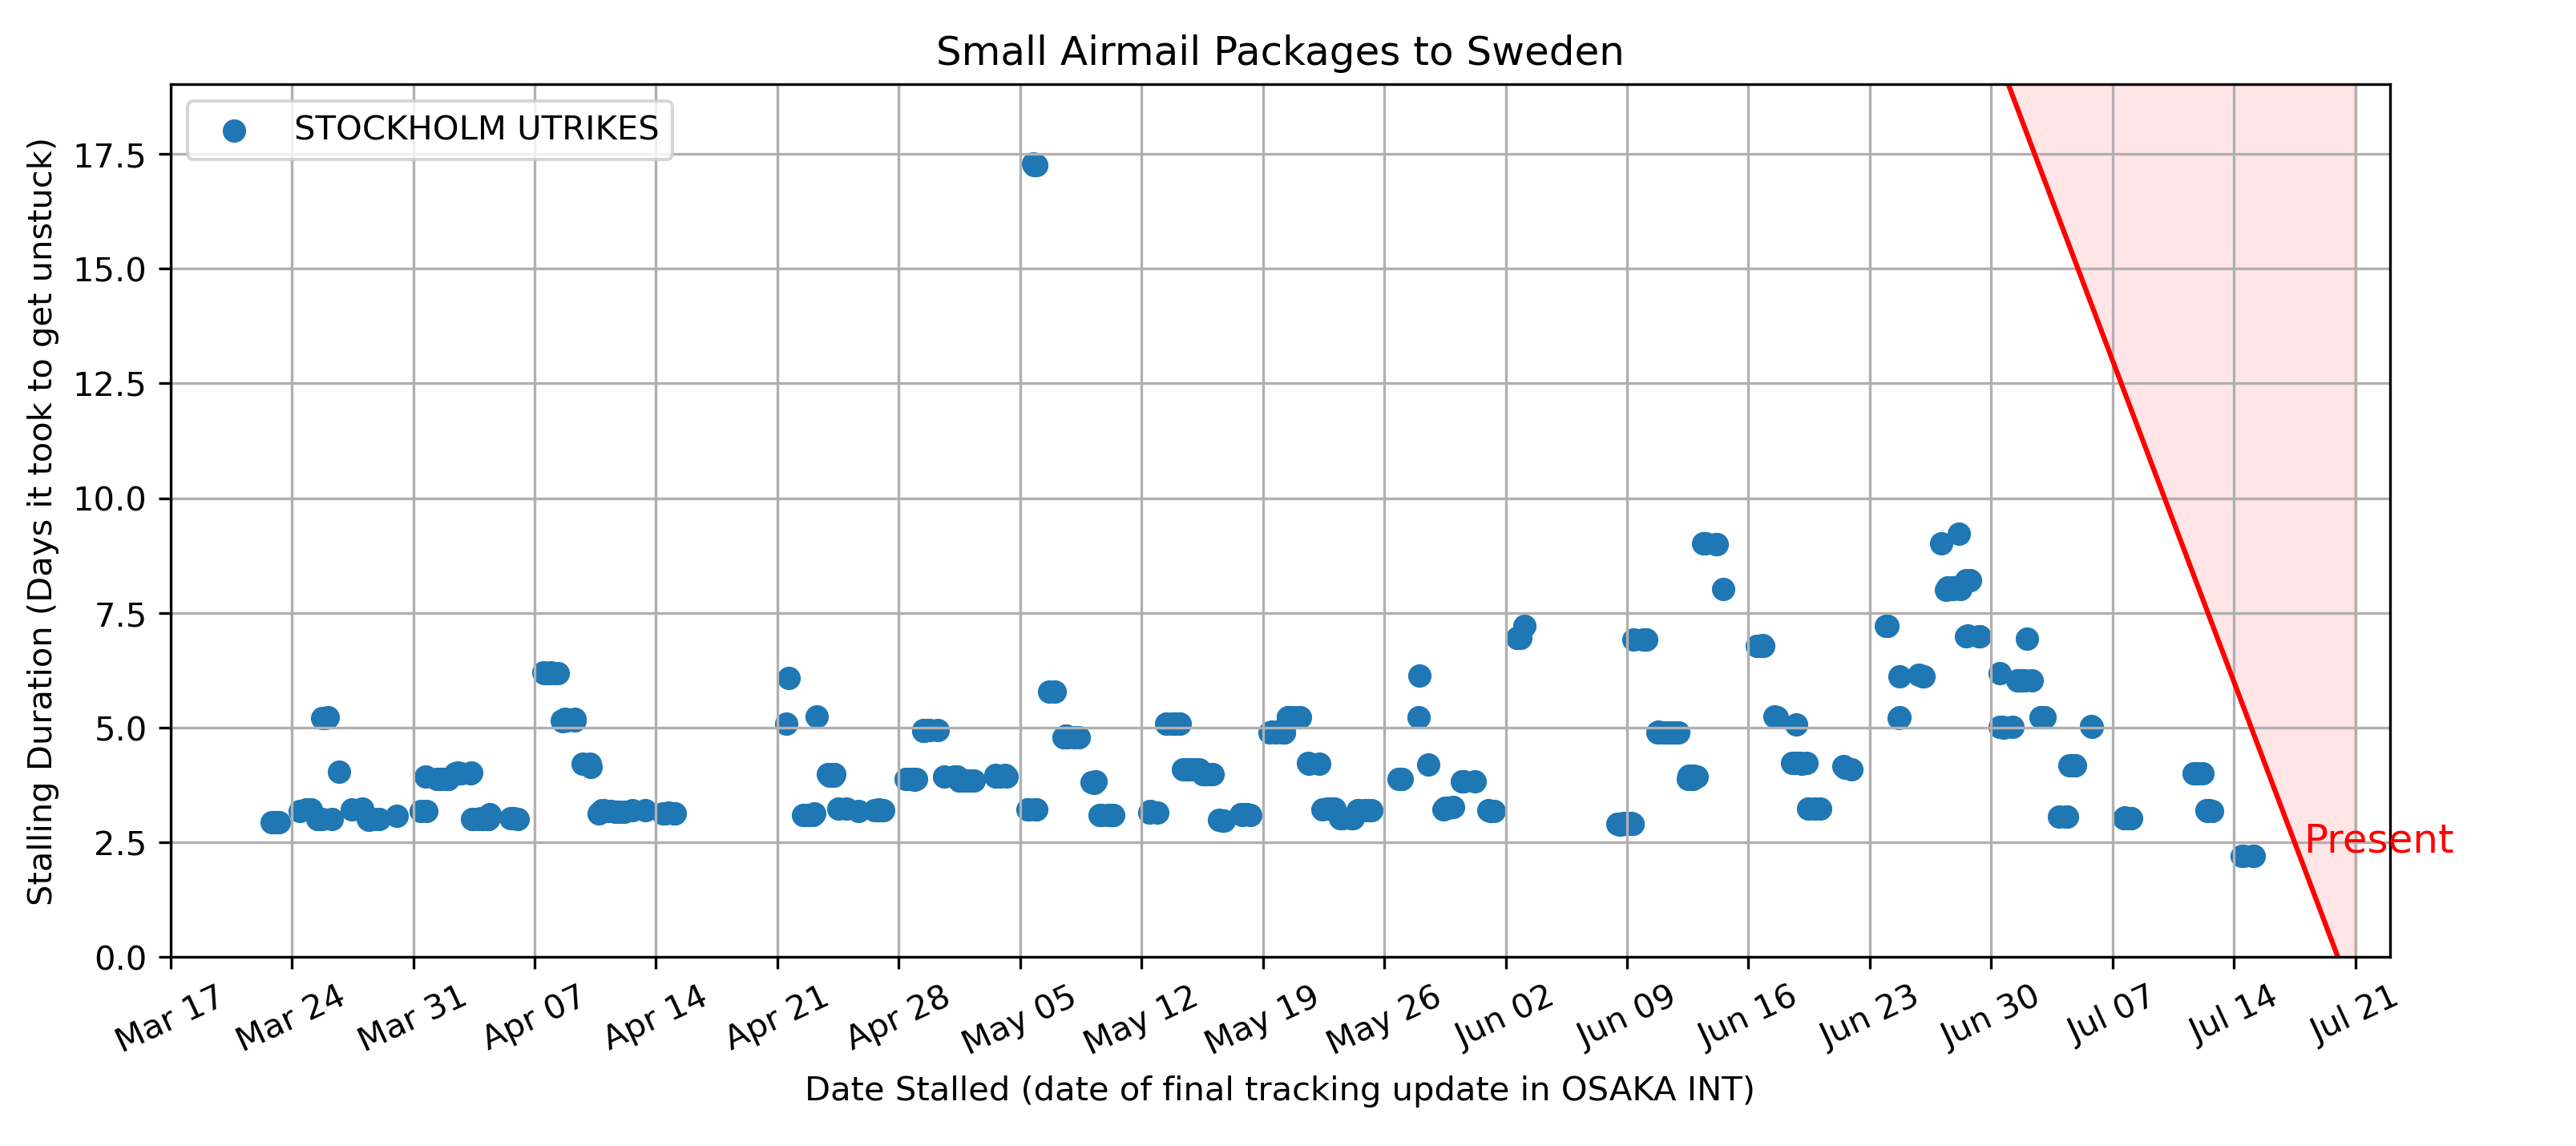 Small Airmail Packages to Sweden
STOCKHOLM UTRIKES
Stalling Duration (Days it took to get unstuck)
17.5
15.0
12.5
10.0
7.5
5.0
2.5
0.0
Present
Mar 17
Mar 24
Mar 31
Apr 07
Apr 14
Apr 21
Apr 28
May 05
May 12
May 19
May 26
Jun 02
Jun 09
Jun 16
Jun 23
Jun 30
Jul 07
Jul 14
Jul 21
Date Stalled (date of final tracking update in OSAKA INT)